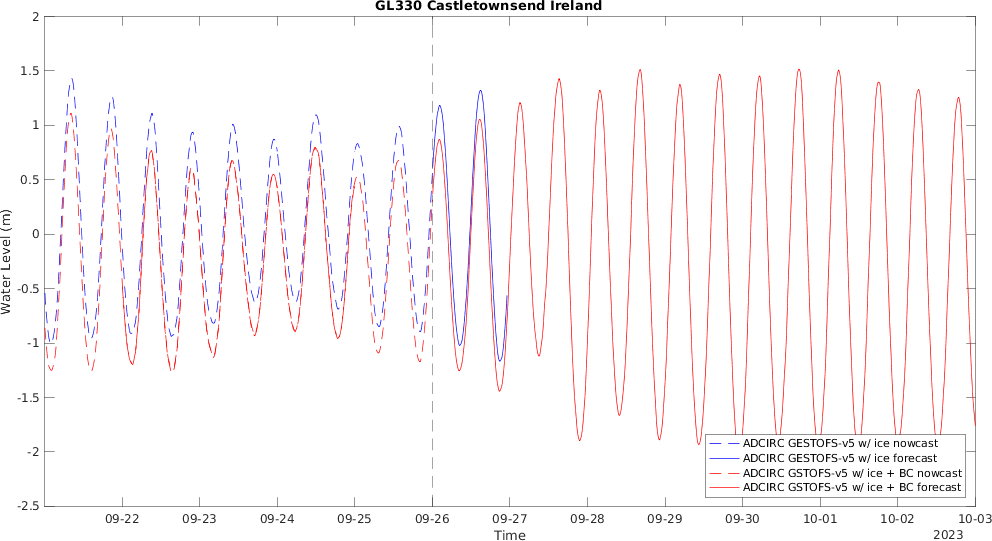 GL330 Castletownsend Ireland
2
1.5
1
0.5
0
-0.5
-1
-1.5
-2
-2.5
Water Level (m)
ADCIRC GESTOFS-v5 w/ ice nowcast
ADCIRC GESTOFS-v5 w/ ice forecast
ADCIRC GSTOFS-v5 w/ ice + BC nowcast
ADCIRC GSTOFS-v5 w/ ice + BC forecast
09-22 09-23 09-24 09-25 09-26 09-27 09-28 09-29 09-30 10-01 10-02 10-03
Time
2023